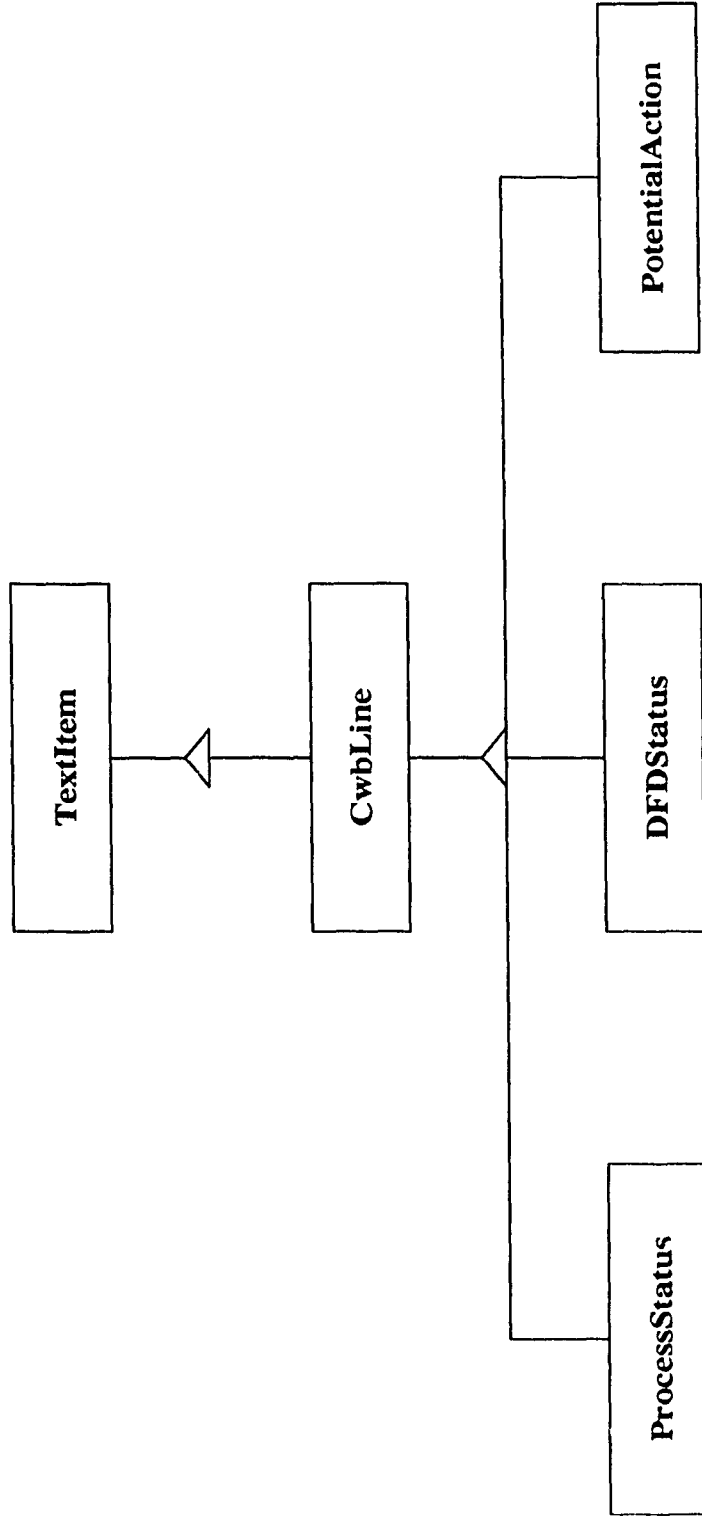 TextItem
CwbLine
ProcessStatus
DFDStatus
PotentialAction